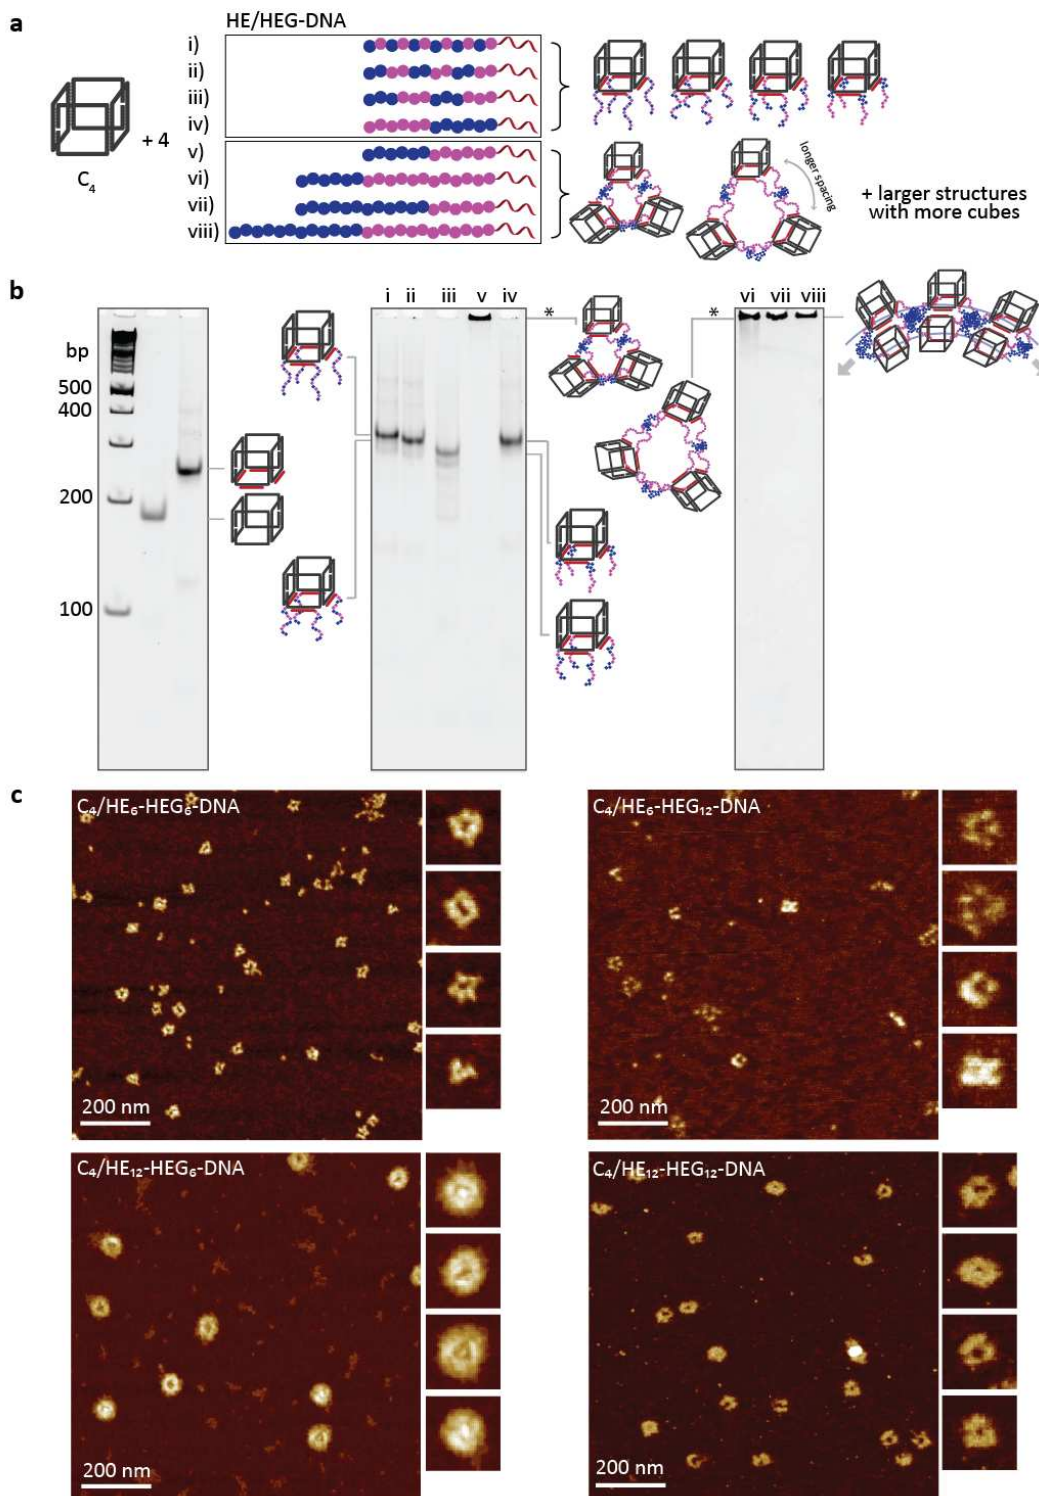 a
HE/HEG-DNA
i)
ii)
iii)
iv)
v)
vi)
vii)
viii)
C₄
+ 4
longer spacing
+ larger structures
with more cubes
b
bp
500
400
200
100
i ii iii v iv
*
*
vi vii viii
c
C₄/HE₆-HEG₆-DNA
200 nm
C₄/HE₆-HEG₁₂-DNA
200 nm
C₄/HE₁₂-HEG₆-DNA
200 nm
C₄/HE₁₂-HEG₁₂-DNA
200 nm